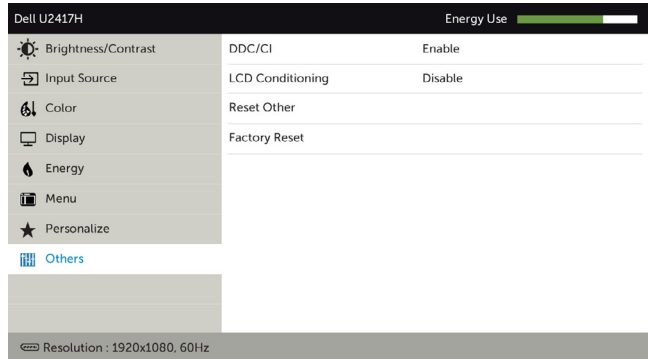 Dell U2417H Energy Use
Brightness/Contrast DDC/CI Enable
Input Source LCD Conditioning Disable
Color Reset Other
Display Factory Reset
Energy
Menu
Personalize
Others
Resolution : 1920x1080, 60Hz